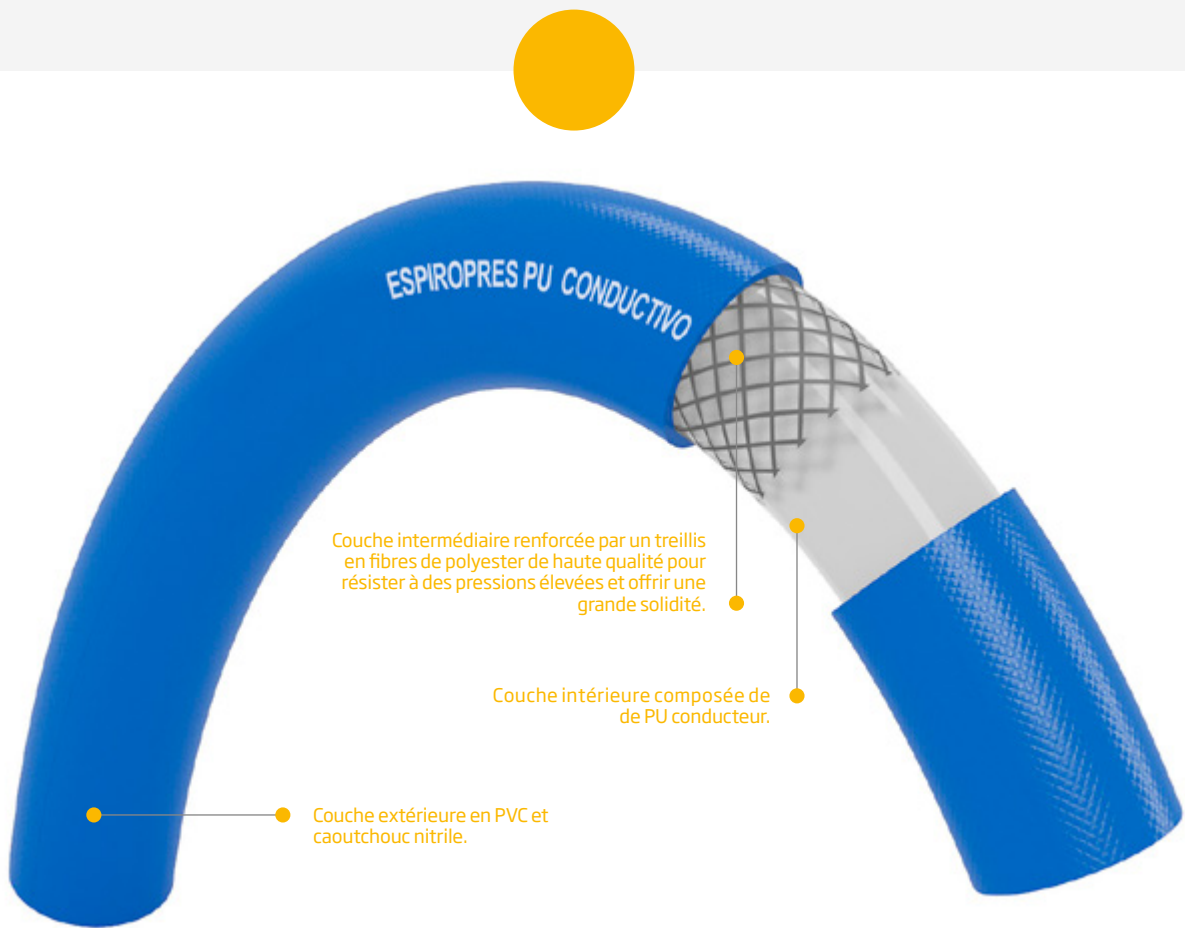 ESPIROPRES PU CONDUCTIVO
Couche intermédiaire renforcée par un treillis
en fibres de polyester de haute qualité pour
résister à des pressions élevées et offrir une
grande solidité.
Couche intérieure composée de
de PU conducteur.
Couche extérieure en PVC et
caoutchouc nitrile.